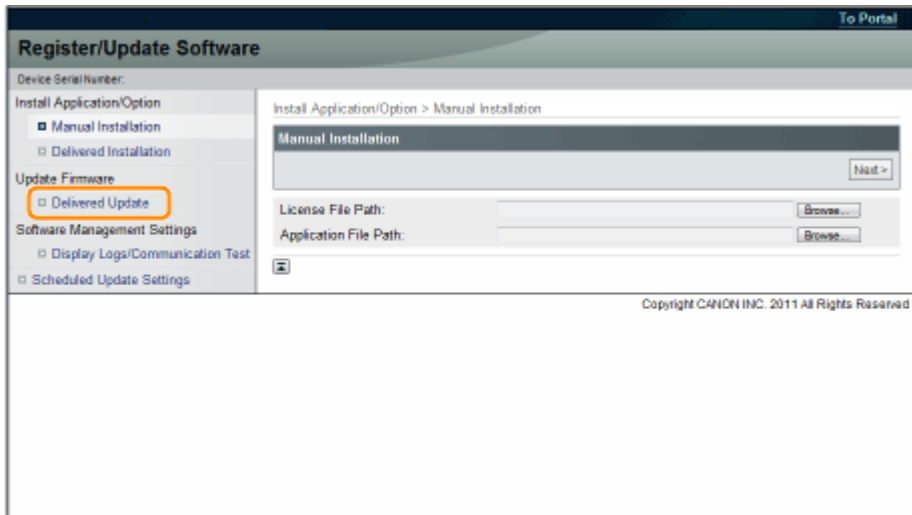 To Portal
Register/Update Software
Device Serial Number:
Install Application/Option
Manual Installation
Delivered Installation
Update Firmware
Delivered Update
Software Management Settings
Display Logs/Communication Test
Scheduled Update Settings
Install Application/Option > Manual Installation
Manual Installation
Next >
License File Path: Browse...
Application File Path: Browse...
Copyright CANON INC. 2011 All Rights Reserved